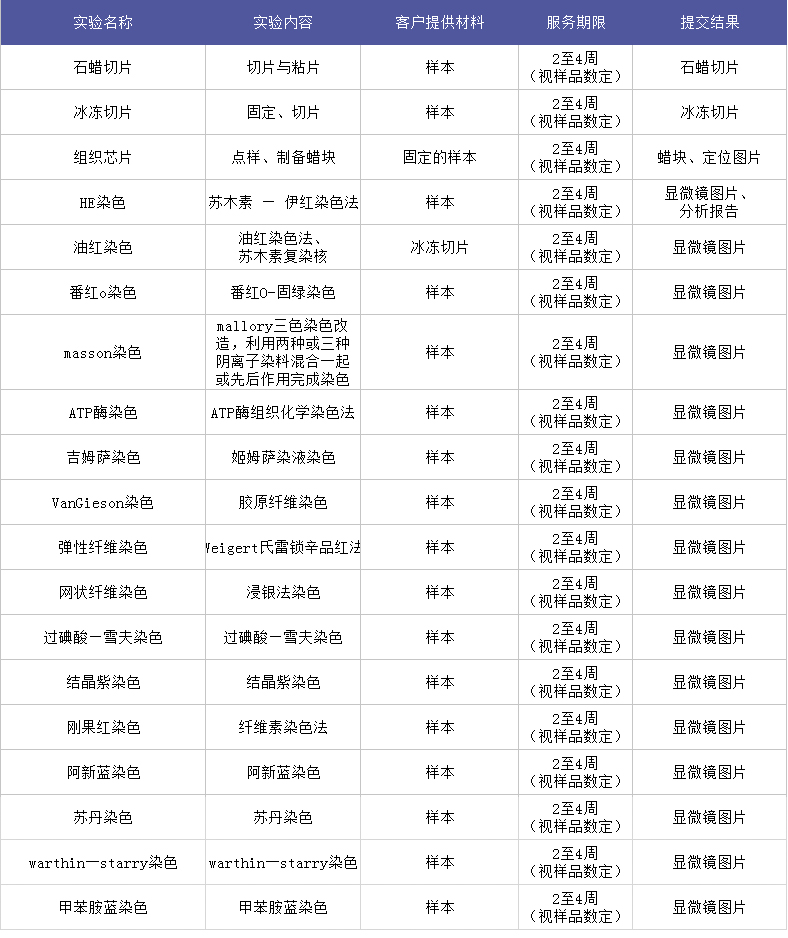 实验名称 实验内容 客户提供材料 服务期限 提交结果
石蜡切片 切片与粘片 样本 2至4周（视样品数定） 石蜡切片
冰冻切片 固定、切片 样本 2至4周（视样品数定） 冰冻切片
组织芯片 点样、制备蜡块 固定的样本 2至4周（视样品数定） 蜡块、定位图片
HE染色 苏木素 — 伊红染色法 样本 2至4周（视样品数定） 显微镜图片、分析报告
油红染色 油红染色法、苏木素复染核 冰冻切片 2至4周（视样品数定） 显微镜图片
番红o染色 番红O-固绿染色 样本 2至4周（视样品数定） 显微镜图片
masson染色 mallory三色染色改造，利用两种或三种阴离子染料混合一起或先后作用完成染色 样本 2至4周（视样品数定） 显微镜图片
ATP酶染色 ATP酶组织化学染色法 样本 2至4周（视样品数定） 显微镜图片
吉姆萨染色 姬姆萨染液染色 样本 2至4周（视样品数定） 显微镜图片
VanGieson染色 胶原纤维染色 样本 2至4周（视样品数定） 显微镜图片
弹性纤维染色 Weigert氏雷锁辛品红法 样本 2至4周（视样品数定） 显微镜图片
网状纤维染色 浸银法染色 样本 2至4周（视样品数定） 显微镜图片
过碘酸—雪夫染色 过碘酸—雪夫染色 样本 2至4周（视样品数定） 显微镜图片
结晶紫染色 结晶紫染色 样本 2至4周（视样品数定） 显微镜图片
刚果红染色 纤维素染色法 样本 2至4周（视样品数定） 显微镜图片
阿新蓝染色 阿新蓝染色 样本 2至4周（视样品数定） 显微镜图片
苏丹染色 苏丹染色 样本 2至4周（视样品数定） 显微镜图片
warthin—starry染色 warthin—starry染色 样本 2至4周（视样品数定） 显微镜图片
甲苯胺蓝染色 甲苯胺蓝染色 样本 2至4周（视样品数定） 显微镜图片